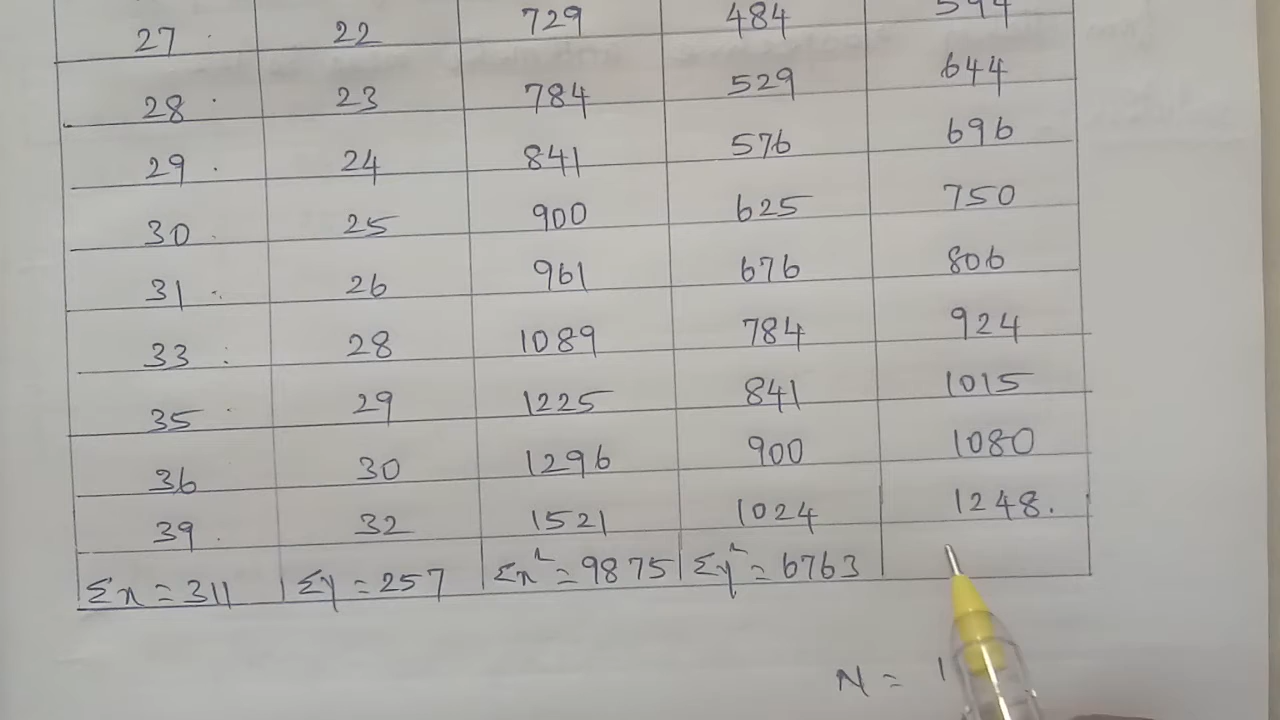 27 22 729 484 594
28 23 784 529 644
29 24 841 576 696
30 25 900 625 750
31 26 961 676 806
33 28 1089 784 924
35 29 1225 841 1015
36 30 1296 900 1080
39 32 1521 1024 1248.
Σx = 311 Σy = 257 Σx² = 9875 Σy² = 6763
N = 1